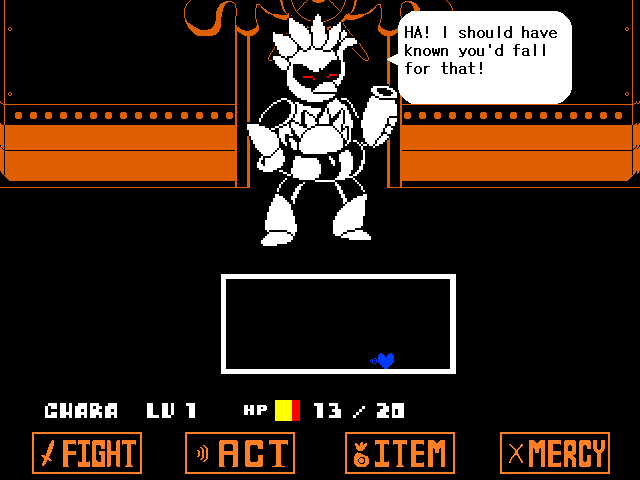 HA! I should have
known you'd fall
for that!
CHARA LV 1 HP 13 / 20
FIGHT ACT ITEM MERCY